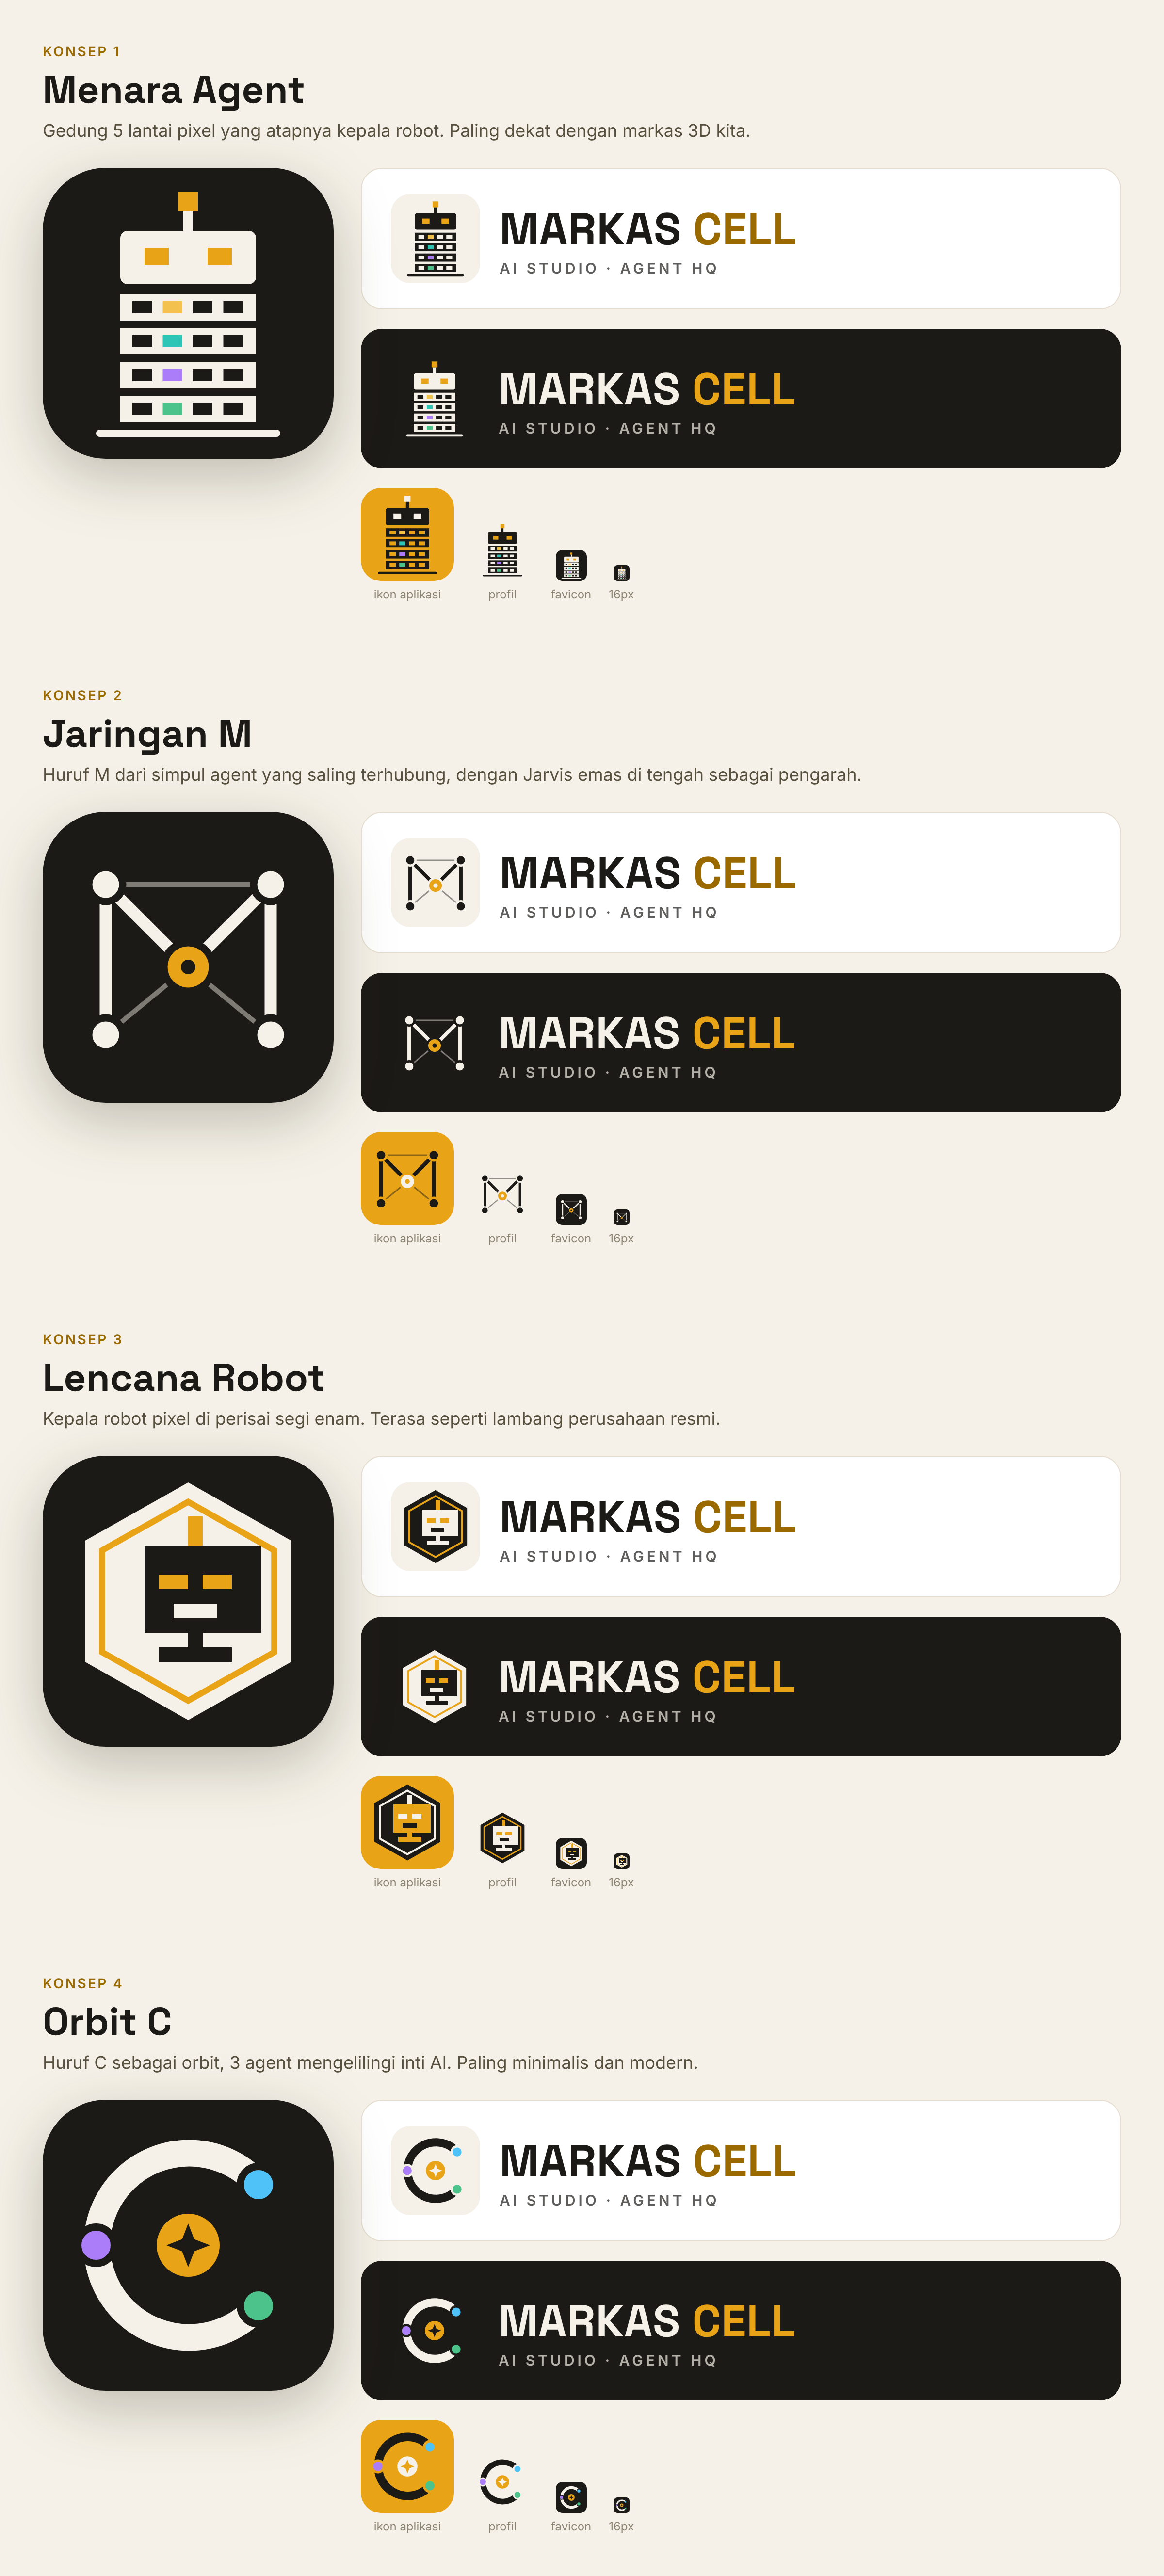 KONSEP 1
Menara Agent
Gedung 5 lantai pixel yang atapnya kepala robot. Paling dekat dengan markas 3D kita.
MARKAS CELL
AI STUDIO · AGENT HQ
MARKAS CELL
AI STUDIO · AGENT HQ
ikon aplikasi profil favicon 16px
KONSEP 2
Jaringan M
Huruf M dari simpul agent yang saling terhubung, dengan Jarvis emas di tengah sebagai pengarah.
MARKAS CELL
AI STUDIO · AGENT HQ
MARKAS CELL
AI STUDIO · AGENT HQ
ikon aplikasi profil favicon 16px
KONSEP 3
Lencana Robot
Kepala robot pixel di perisai segi enam. Terasa seperti lambang perusahaan resmi.
MARKAS CELL
AI STUDIO · AGENT HQ
MARKAS CELL
AI STUDIO · AGENT HQ
ikon aplikasi profil favicon 16px
KONSEP 4
Orbit C
Huruf C sebagai orbit, 3 agent mengelilingi inti AI. Paling minimalis dan modern.
MARKAS CELL
AI STUDIO · AGENT HQ
MARKAS CELL
AI STUDIO · AGENT HQ
ikon aplikasi profil favicon 16px